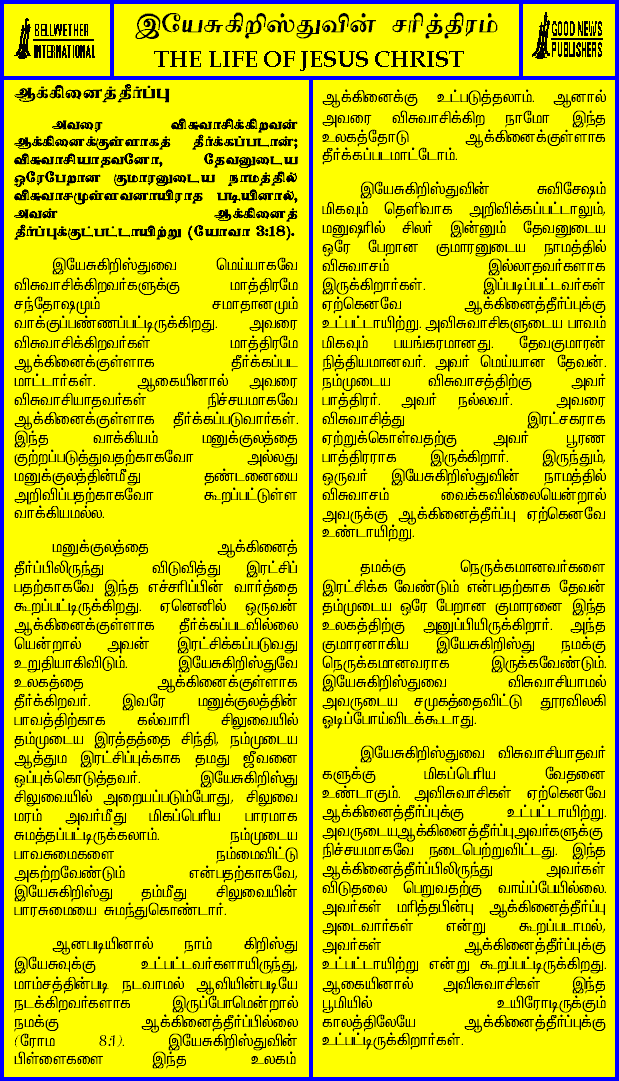 BELLWETHER
INTERNATIONAL
இயேசுகிறிஸ்துவின் சரித்திரம்
THE LIFE OF JESUS CHRIST
GOOD NEWS
PUBLISHERS
ஆக்கினைத்தீர்ப்பு
அவரை விசுவாசிக்கிறவன்
ஆக்கினைக்குள்ளாகத் தீர்க்கப்படான்;
விசுவாசியாதவனோ, தேவனுடைய
ஒரேபேறான குமாரனுடைய நாமத்தில்
விசுவாசமுள்ளவனாயிராத படியினால்,
அவன் ஆக்கினைத்
தீர்ப்புக்குட்பட்டாயிற்று (யோவா 3:18).
இயேசுகிறிஸ்துவை மெய்யாகவே
விசுவாசிக்கிறவர்களுக்கு மாத்திரமே
சந்தோஷமும் சமாதானமும்
வாக்குப்பண்ணப்பட்டிருக்கிறது. அவரை
விசுவாசிக்கிறவர்கள் மாத்திரமே
ஆக்கினைக்குள்ளாக தீர்க்கப்பட
மாட்டார்கள். ஆகையினால் அவரை
விசுவாசியாதவர்கள் நிச்சயமாகவே
ஆக்கினைக்குள்ளாக தீர்க்கப்படுவார்கள்.
இந்த வாக்கியம் மனுக்குலத்தை
குற்றப்படுத்துவதற்காகவோ அல்லது
மனுக்குலத்தின்மீது தண்டனையை
அறிவிப்பதற்காகவோ கூறப்பட்டுள்ள
வாக்கியமல்ல.
மனுக்குலத்தை ஆக்கினைத்
தீர்ப்பிலிருந்து விடுவித்து இரட்சிப்
பதற்காகவே இந்த எச்சரிப்பின் வார்த்தை
கூறப்பட்டிருக்கிறது. ஏனெனில் ஒருவன்
ஆக்கினைக்குள்ளாக தீர்க்கப்படவில்லை
யென்றால் அவன் இரட்சிக்கப்படுவது
உறுதியாகிவிடும். இயேசுகிறிஸ்துவே
உலகத்தை ஆக்கினைக்குள்ளாக
தீர்க்கிறவர். இவரே மனுக்குலத்தின்
பாவத்திற்காக கல்வாரி சிலுவையில்
தம்முடைய இரத்தத்தை சிந்தி, நம்முடைய
ஆத்தும இரட்சிப்புக்காக தமது ஜீவனை
ஒப்புக்கொடுத்தவர். இயேசுகிறிஸ்து
சிலுவையில் அறையப்படும்போது, சிலுவை
மரம் அவர்மீது மிகப்பெரிய பாரமாக
சுமத்தப்பட்டிருக்கலாம். நம்முடைய
பாவசுமைகளை நம்மைவிட்டு
அகற்றவேண்டும் என்பதற்காகவே,
இயேசுகிறிஸ்து தம்மீது சிலுவையின்
பாரசுமையை சுமந்துகொண்டார்.
ஆனபடியினால் நாம் கிறிஸ்து
இயேசுவுக்கு உட்பட்டவர்களாயிருந்து,
மாம்சத்தின்படி நடவாமல் ஆவியின்படியே
நடக்கிறவர்களாக இருப்போமென்றால்
நமக்கு ஆக்கினைத்தீர்ப்பில்லை
(ரோம 8:1). இயேசுகிறிஸ்துவின்
பிள்ளைகளை இந்த உலகம்
ஆக்கினைக்கு உட்படுத்தலாம். ஆனால்
அவரை விசுவாசிக்கிற நாமோ இந்த
உலகத்தோடு ஆக்கினைக்குள்ளாக
தீர்க்கப்படமாட்டோம்.
இயேசுகிறிஸ்துவின் சுவிசேஷம்
மிகவும் தெளிவாக அறிவிக்கப்பட்டாலும்,
மனுஷரில் சிலர் இன்னும் தேவனுடைய
ஒரே பேறான குமாரனுடைய நாமத்தில்
விசுவாசம் இல்லாதவர்களாக
இருக்கிறார்கள். இப்படிப்பட்டவர்கள்
ஏற்கெனவே ஆக்கினைத்தீர்ப்புக்கு
உட்பட்டாயிற்று. அவிசுவாசிகளுடைய பாவம்
மிகவும் பயங்கரமானது. தேவகுமாரன்
நித்தியமானவர். அவர் மெய்யான தேவன்.
நம்முடைய விசுவாசத்திற்கு அவர்
பாத்திரர். அவர் நல்லவர். அவரை
விசுவாசித்து இரட்சகராக
ஏற்றுக்கொள்வதற்கு அவர் பூரண
பாத்திரராக இருக்கிறார். இருந்தும்,
ஒருவர் இயேசுகிறிஸ்துவின் நாமத்தில்
விசுவாசம் வைக்கவில்லையென்றால்
அவருக்கு ஆக்கினைத்தீர்ப்பு ஏற்கெனவே
உண்டாயிற்று.
தமக்கு நெருக்கமானவர்களை
இரட்சிக்க வேண்டும் என்பதற்காக தேவன்
தம்முடைய ஒரே பேறான குமாரனை இந்த
உலகத்திற்கு அனுப்பியிருக்கிறார். அந்த
குமாரனாகிய இயேசுகிறிஸ்து நமக்கு
நெருக்கமானவராக இருக்கவேண்டும்.
இயேசுகிறிஸ்துவை விசுவாசியாமல்
அவருடைய சமுகத்தைவிட்டு தூரவிலகி
ஓடிப்போய்விடக்கூடாது.
இயேசுகிறிஸ்துவை விசுவாசியாதவர்
களுக்கு மிகப்பெரிய வேதனை
உண்டாகும். அவிசுவாசிகள் ஏற்கெனவே
ஆக்கினைத்தீர்ப்புக்கு உட்பட்டாயிற்று.
அவருடையஆக்கினைத்தீர்ப்புஅவர்களுக்கு
நிச்சயமாகவே நடைபெற்றுவிட்டது. இந்த
ஆக்கினைத்தீர்ப்பிலிருந்து அவர்கள்
விடுதலை பெறுவதற்கு வாய்ப்பேயில்லை.
அவர்கள் மரித்தபின்பு ஆக்கினைத்தீர்ப்பு
அடைவார்கள் என்று கூறப்படாமல்,
அவர்கள் ஆக்கினைத்தீர்ப்புக்கு
உட்பட்டாயிற்று என்று கூறப்பட்டிருக்கிறது.
ஆகையினால் அவிசுவாசிகள் இந்த
பூமியில் உயிரோடிருக்கும்
காலத்திலேயே ஆக்கினைத்தீர்ப்புக்கு
உட்பட்டிருக்கிறார்கள்.